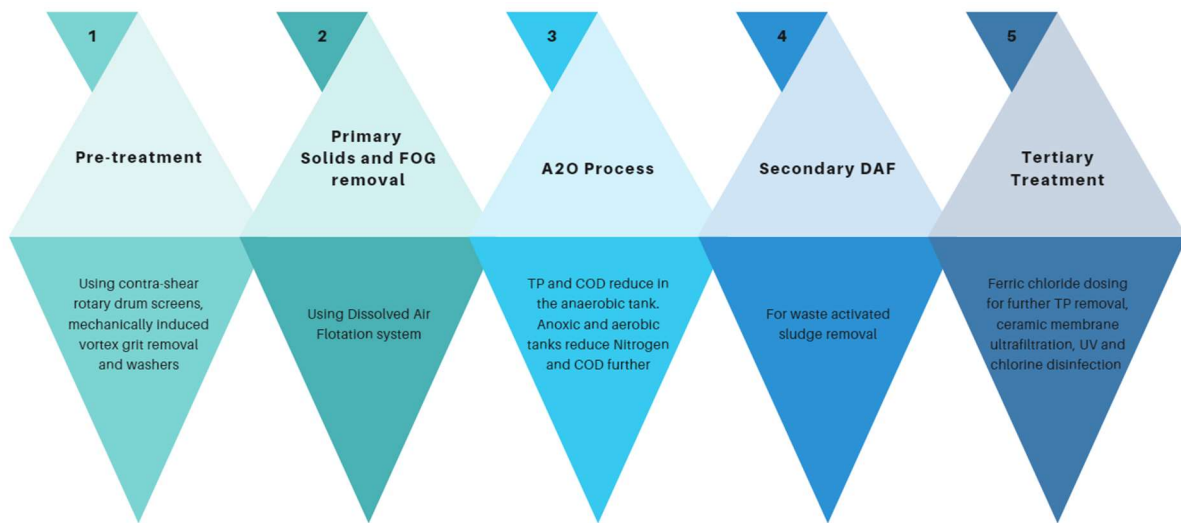 1
Pre-treatment
Using contra-shear
rotary drum screens,
mechanically induced
vortex grit removal
and washers
2
Primary
Solids and FOG
removal
Using Dissolved Air
Flotation system
3
A2O Process
TP and COD reduce in
the anaerobic tank.
Anoxic and aerobic
tanks reduce Nitrogen
and COD further
4
Secondary DAF
For waste activated
sludge removal
5
Tertiary
Treatment
Ferric chloride dosing
for further TP removal,
ceramic membrane
ultrafiltration, UV and
chlorine disinfection